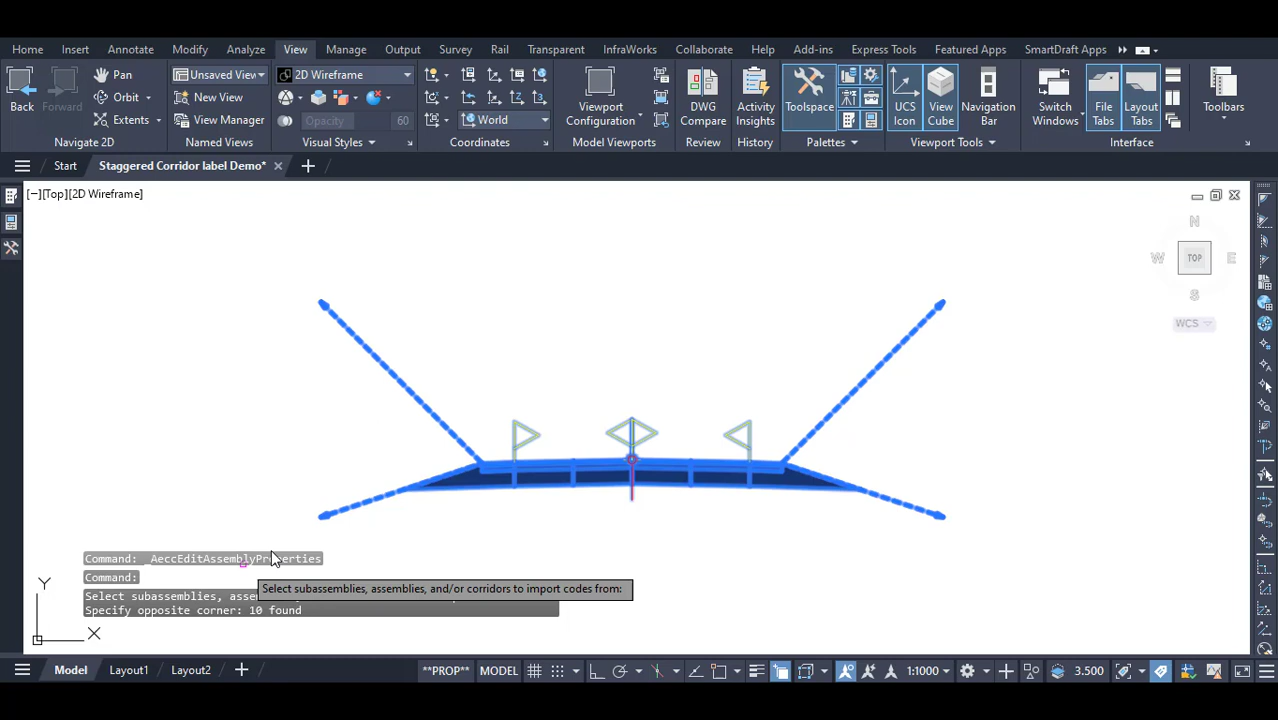 Home Insert Annotate Modify Analyze View Manage Output Survey Rail Transparent InfraWorks Collaborate Help Add-ins Express Tools Featured Apps SmartDraft Apps
Back
Forward
Pan
Orbit
Extents
Navigate 2D
Unsaved View
New View
View Manager
Named Views
2D Wireframe
Opacity 60
Visual Styles
World
Coordinates
Viewport
Configuration
Model Viewports
DWG
Compare
Review
Activity
Insights
History
Toolspace
Palettes
UCS
Icon
View
Cube
Navigation
Bar
Viewport Tools
Switch
Windows
File
Tabs
Layout
Tabs
Interface
Toolbars
Start Staggered Corridor label Demo*
[−][Top][2D Wireframe]
N
W TOP E
S
WCS
Command: _AeccEditAssemblyProperties
Command:
Select subassemblies, asse
Select subassemblies, assemblies, and/or corridors to import codes from:
Specify opposite corner: 10 found
Y
X
Model Layout1 Layout2
**PROP** MODEL 1:1000 3.500